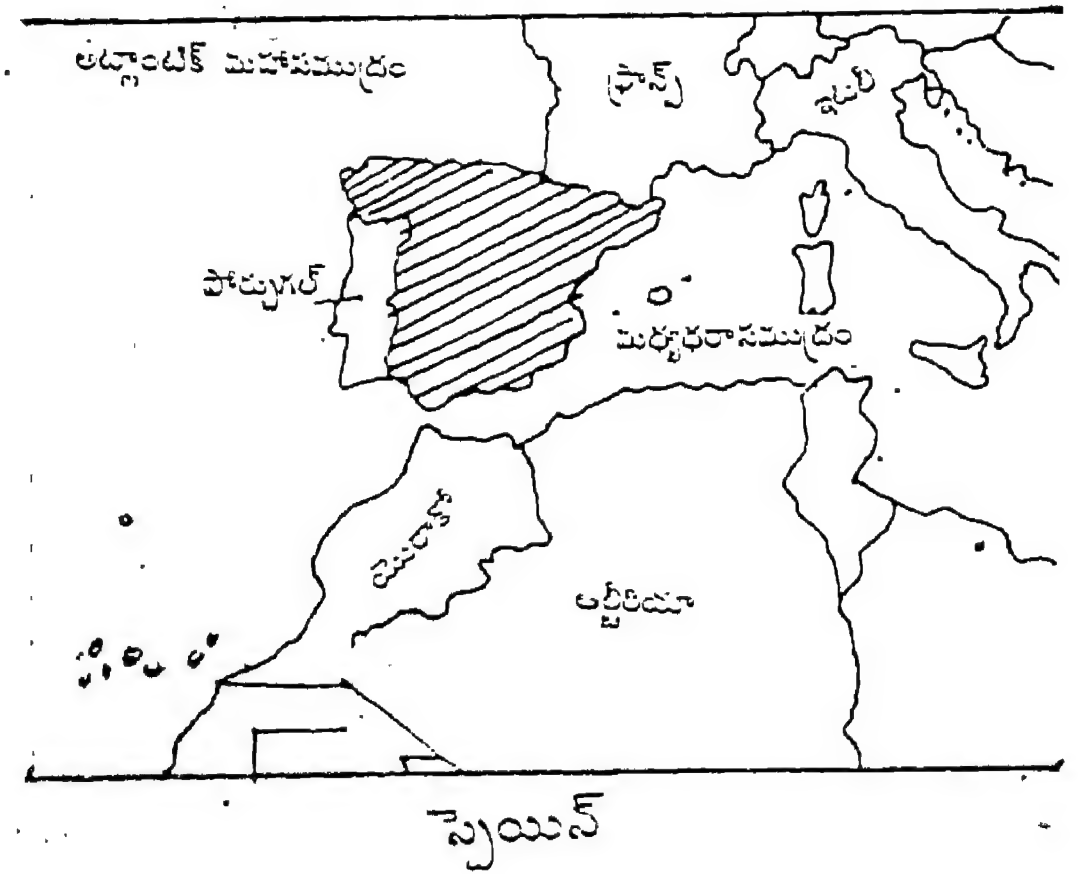 అట్లాంటిక్ మహాసముద్రం
ఫ్రాన్స్
ఇటలీ
పోర్చుగల్
మధ్యధరాసముద్రం
మొరాకో
అల్జీరియా
స్పెయిన్